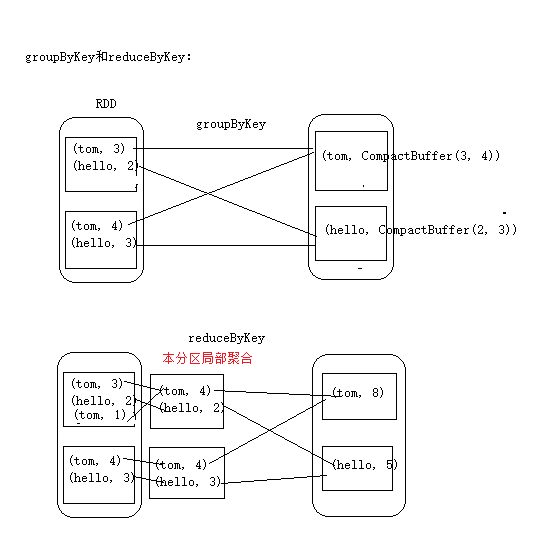 groupByKey和reduceByKey:
RDD
groupByKey
(tom, 3)
(hello, 2)
(tom, CompactBuffer(3, 4))
(tom, 4)
(hello, 3)
(hello, CompactBuffer(2, 3))
reduceByKey
本分区局部聚合
(tom, 3)
(hello, 2)
(tom, 1)
(tom, 4)
(hello, 2)
(tom, 8)
(tom, 4)
(hello, 3)
(tom, 4)
(hello, 3)
(hello, 5)